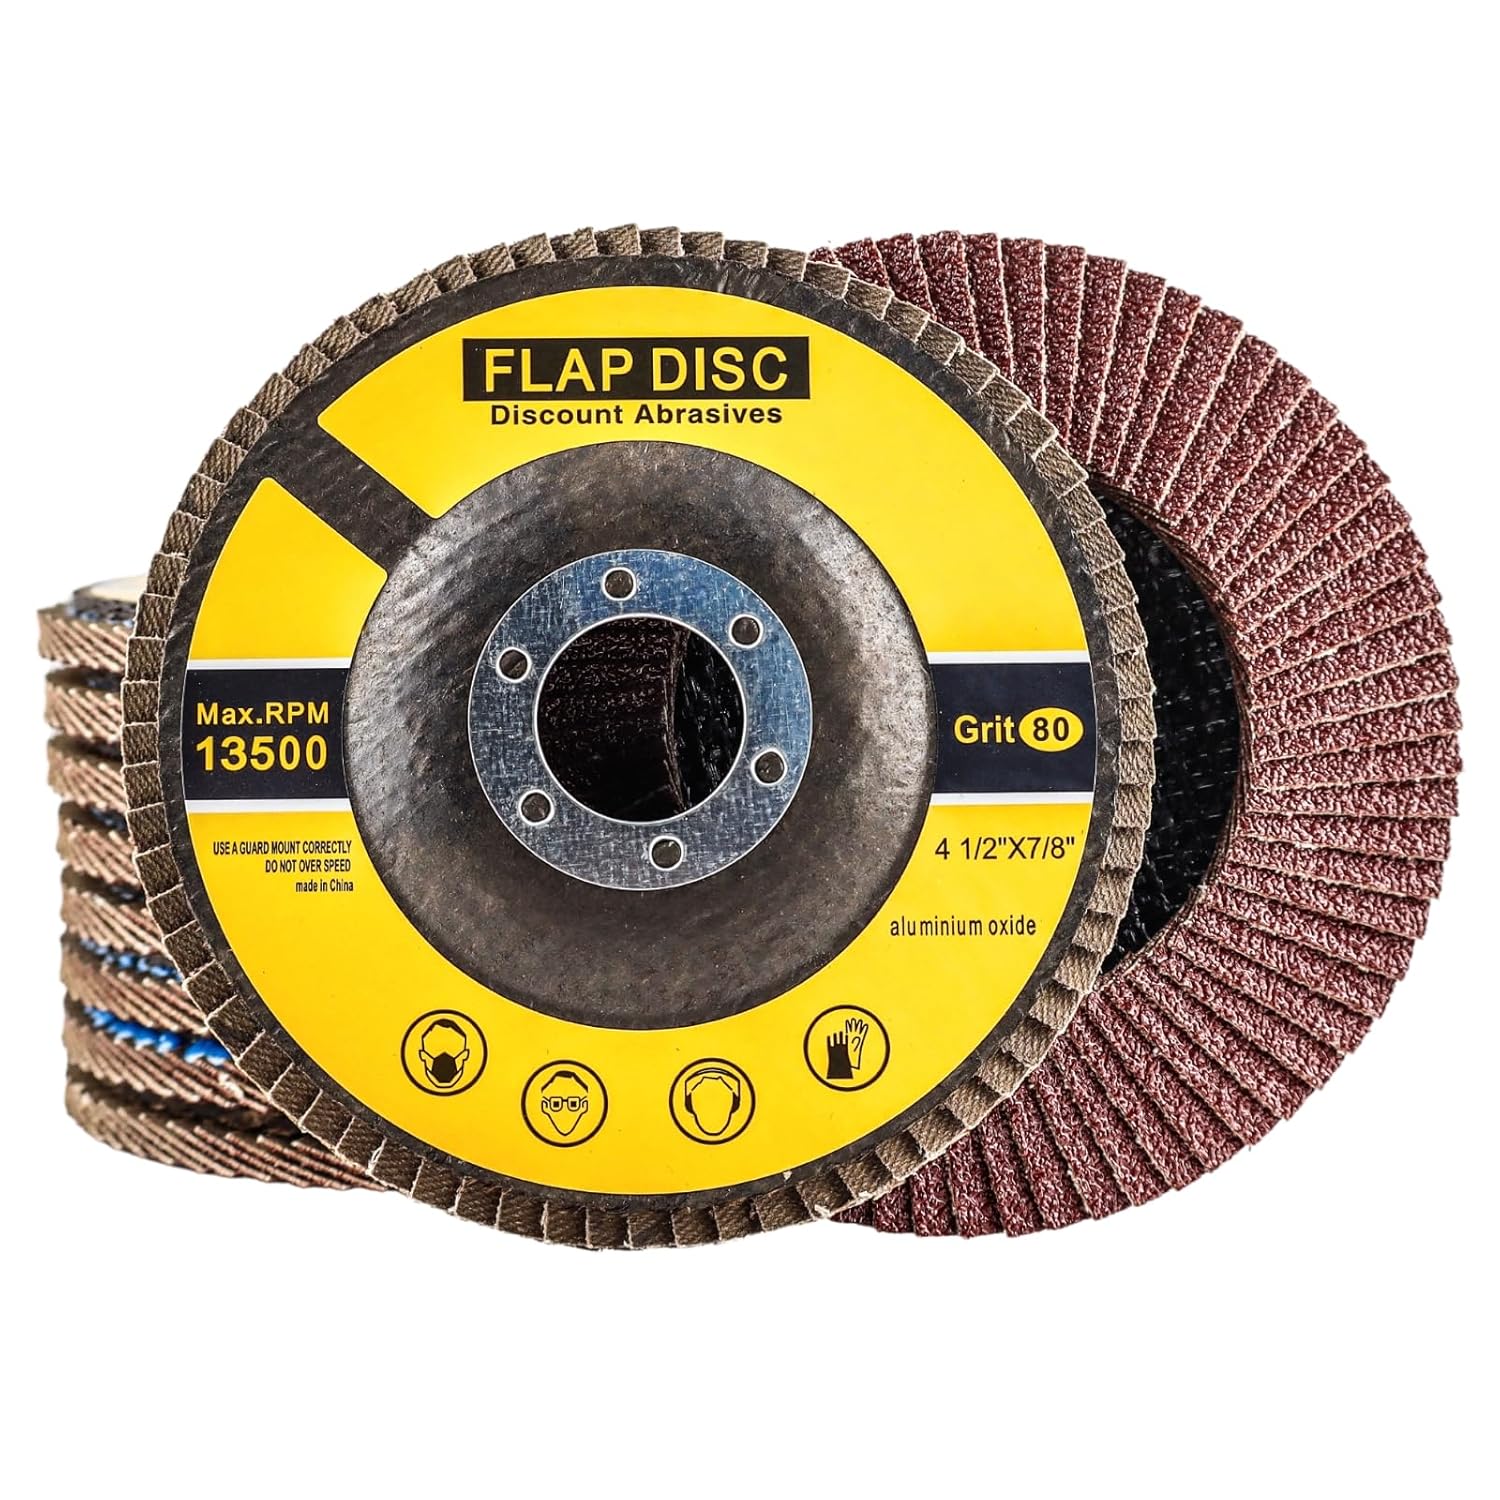 FLAP DISC
Discount Abrasives
Max.RPM
13500
Grit 80
USE A GUARD MOUNT CORRECTLY
DO NOT OVER SPEED
made in China
4 1/2"X7/8"
aluminium oxide